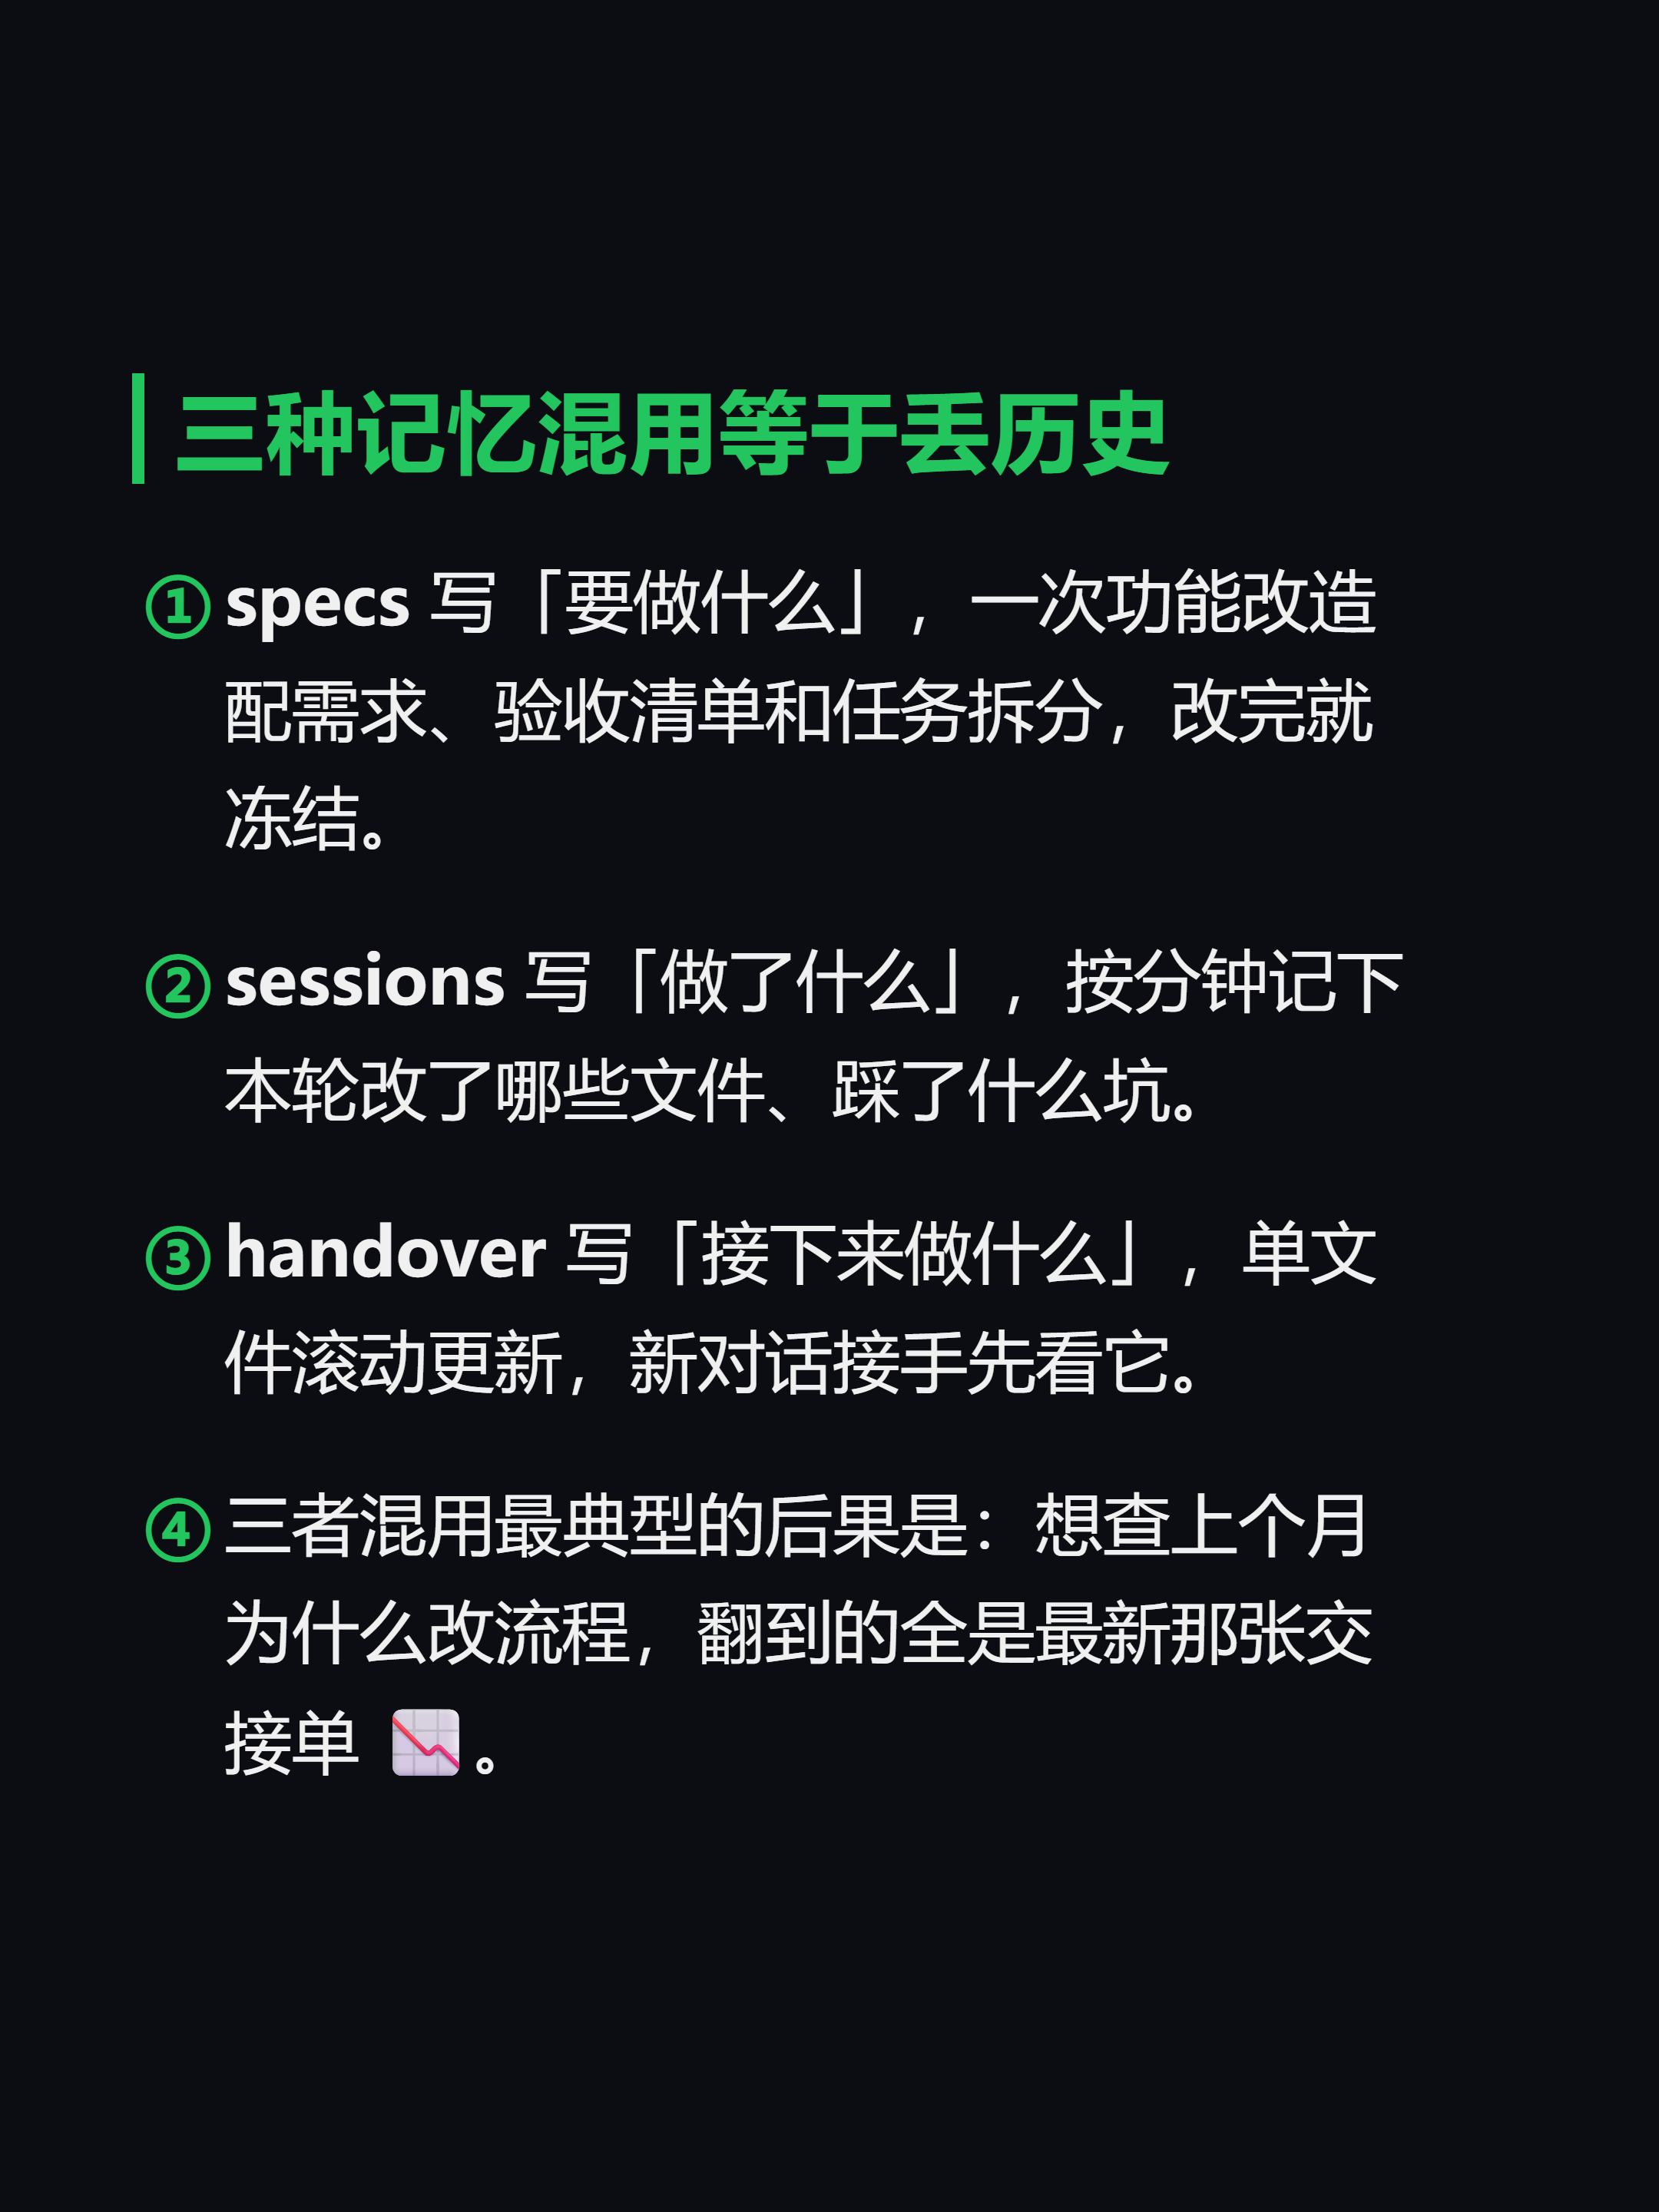 三种记忆混用等于丢历史
① specs 写「要做什么」，一次功能改造
配需求、验收清单和任务拆分，改完就
冻结。
② sessions 写「做了什么」，按分钟记下
本轮改了哪些文件、踩了什么坑。
③ handover 写「接下来做什么」，单文
件滚动更新，新对话接手先看它。
④ 三者混用最典型的后果是：想查上个月
为什么改流程，翻到的全是最新那张交
接单 📉。